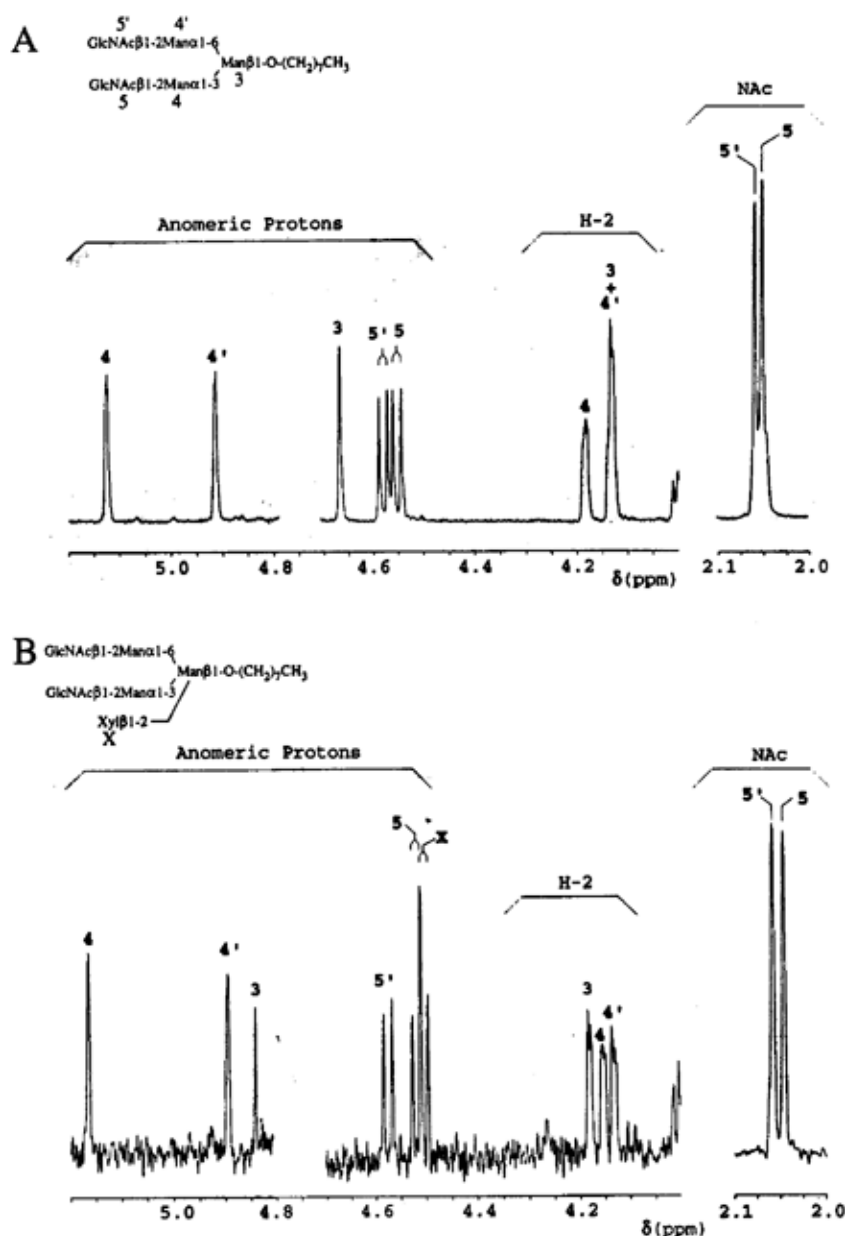 A
5' 4'
GlcNAcβ1-2Manα1-6
Manβ1-O-(CH2)7CH3
3
GlcNAcβ1-2Manα1-3
5 4
NAc
5' 5
Anomeric Protons
H-2
3
+
4'
4 4' 3 5' 5 4
5.0 4.8 4.6 4.4 4.2 2.1 2.0
δ(ppm)
B
GlcNAcβ1-2Manα1-6
Manβ1-O-(CH2)7CH3
GlcNAcβ1-2Manα1-3
Xylβ1-2
X
Anomeric Protons
NAc
5' 5
5 X
H-2
4 4' 3 5' 3 4 4'
5.0 4.8 4.6 4.4 4.2 2.1 2.0
δ(ppm)